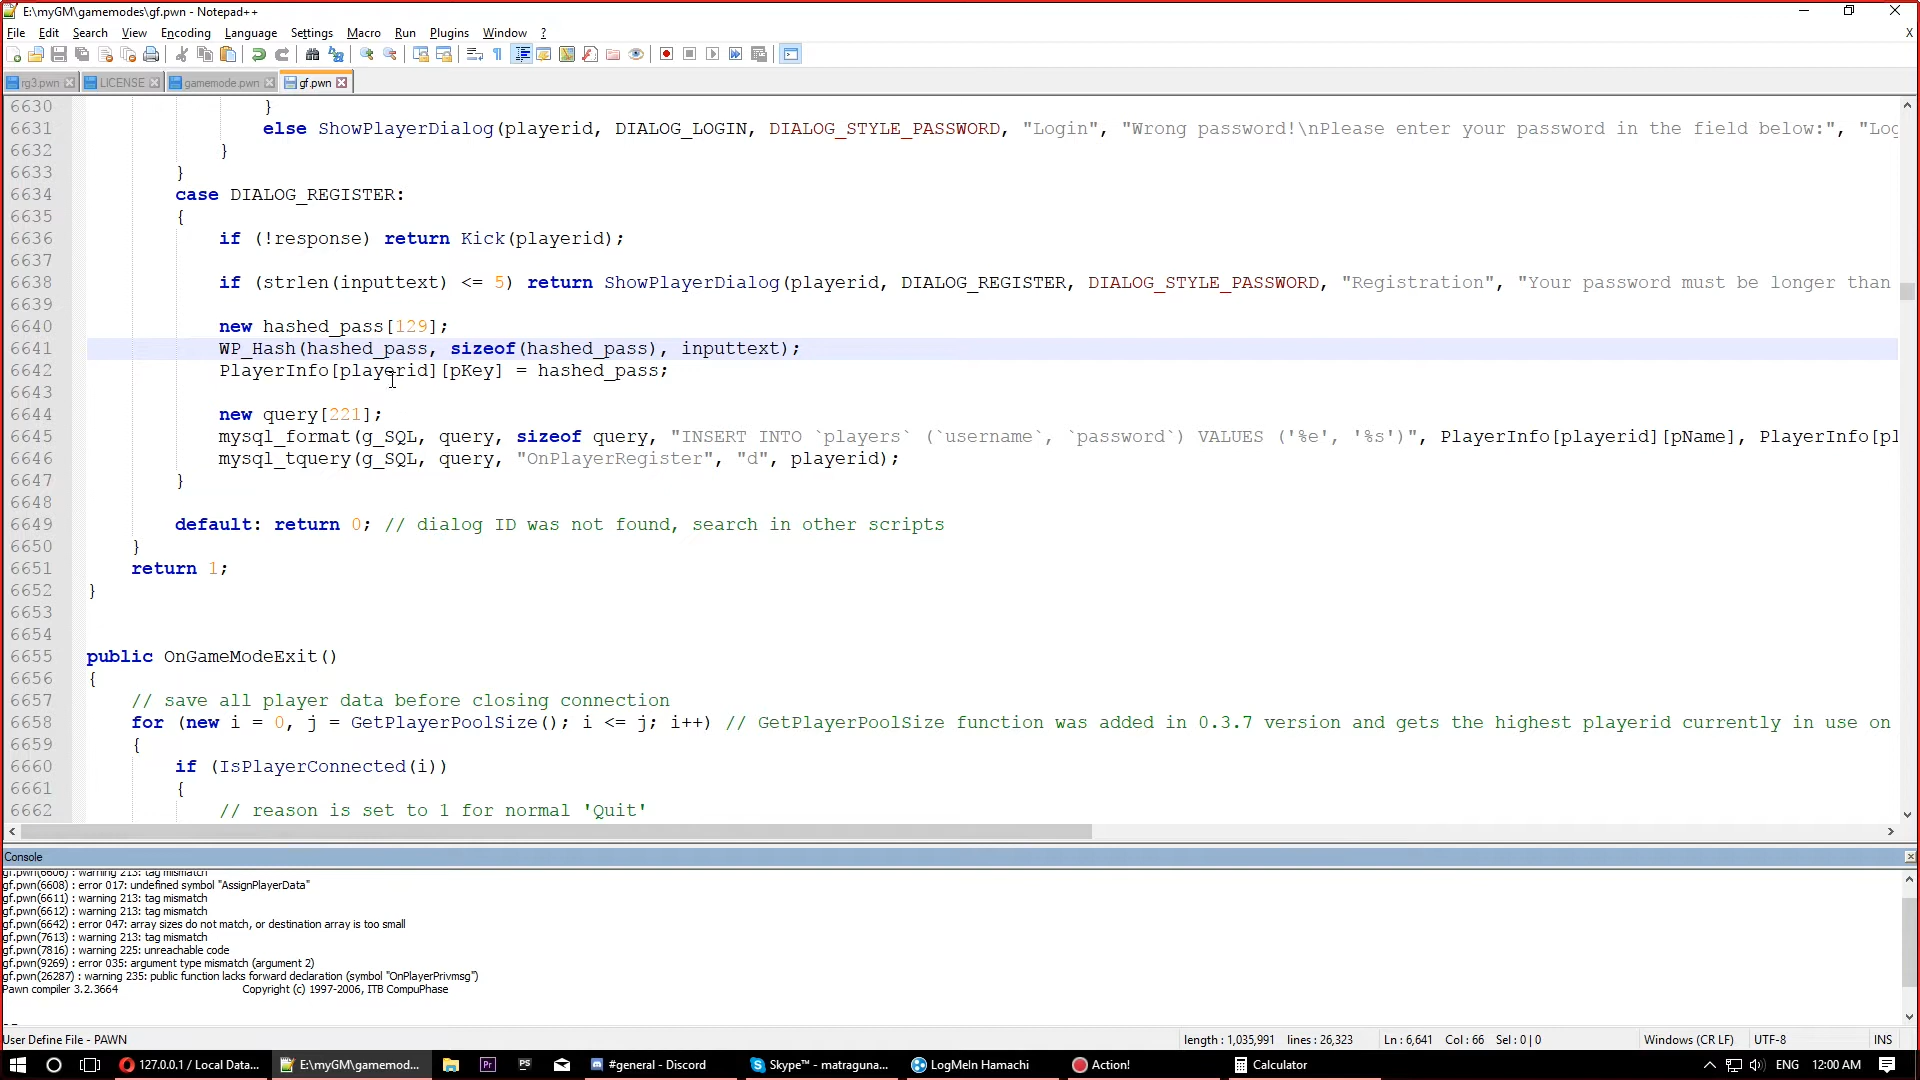 E:\myGM\gamemodes\gf.pwn - Notepad++
File Edit Search View Encoding Language Settings Macro Run Plugins Window ? X
rg3.pwn LICENSE gamemode.pwn gf.pwn
6630 }
6631 else ShowPlayerDialog(playerid, DIALOG_LOGIN, DIALOG_STYLE_PASSWORD, "Login", "Wrong password!\nPlease enter your password in the field below:", "Log
6632 }
6633 }
6634 case DIALOG_REGISTER:
6635 {
6636 if (!response) return Kick(playerid);
6637
6638 if (strlen(inputtext) <= 5) return ShowPlayerDialog(playerid, DIALOG_REGISTER, DIALOG_STYLE_PASSWORD, "Registration", "Your password must be longer than
6639
6640 new hashed_pass[129];
6641 WP_Hash(hashed_pass, sizeof(hashed_pass), inputtext);
6642 PlayerInfo[playerid][pKey] = hashed_pass;
6643
6644 new query[221];
6645 mysql_format(g_SQL, query, sizeof query, "INSERT INTO `players` (`username`, `password`) VALUES ('%e', '%s')", PlayerInfo[playerid][pName], PlayerInfo[pl
6646 mysql_tquery(g_SQL, query, "OnPlayerRegister", "d", playerid);
6647 }
6648
6649 default: return 0; // dialog ID was not found, search in other scripts
6650 }
6651 return 1;
6652 }
6653
6654
6655 public OnGameModeExit()
6656 {
6657 // save all player data before closing connection
6658 for (new i = 0, j = GetPlayerPoolSize(); i <= j; i++) // GetPlayerPoolSize function was added in 0.3.7 version and gets the highest playerid currently in use on
6659 {
6660 if (IsPlayerConnected(i))
6661 {
6662 // reason is set to 1 for normal 'Quit'
Console
gf.pwn(6606) : warning 213: tag mismatch
gf.pwn(6608) : error 017: undefined symbol "AssignPlayerData"
gf.pwn(6611) : warning 213: tag mismatch
gf.pwn(6612) : warning 213: tag mismatch
gf.pwn(6642) : error 047: array sizes do not match, or destination array is too small
gf.pwn(7613) : warning 213: tag mismatch
gf.pwn(7816) : warning 225: unreachable code
gf.pwn(9269) : error 035: argument type mismatch (argument 2)
gf.pwn(26287) : warning 235: public function lacks forward declaration (symbol "OnPlayerPrivmsg")
Pawn compiler 3.2.3664 Copyright (c) 1997-2006, ITB CompuPhase
User Define File - PAWN length : 1,035,991 lines : 26,323 Ln : 6,641 Col : 66 Sel : 0 | 0 Windows (CR LF) UTF-8 INS
127.0.0.1 / Local Data... E:\myGM\gamemod... Pr PS #general - Discord Skype™ - matraguna... LogMeIn Hamachi Action! Calculator ENG 12:00 AM